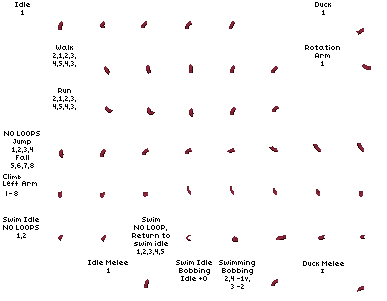 Idle
1
Duck
1
Walk
2,1,2,3,
4,5,4,3,
Rotation
Arm
1
Run
2,1,2,3,
4,5,4,3,
NO LOOPS
Jump
1,2,3,4
Fall
5,6,7,8
Climb
Left Arm
1-8
Swim Idle
NO LOOPS
1,2
Swim
NO LOOP,
Return to
swim idle
1,2,3,4,5
Idle Melee
1
Swim Idle
Bobbing
Idle +0
Swimming
Bobbing
2,4 -1v,
3 -2
Duck Melee
1